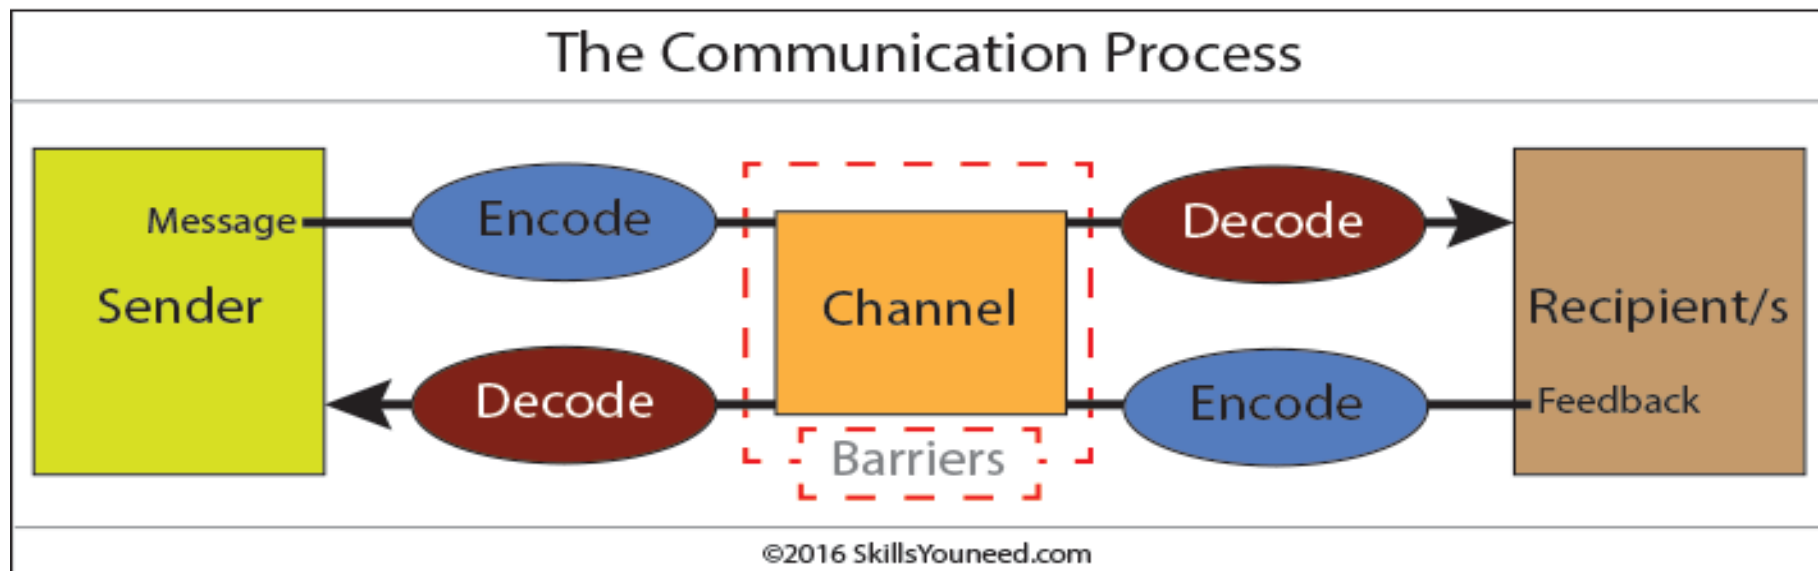 The Communication Process
Message
Encode
Decode
Sender
Channel
Recipient/s
Decode
Encode
Feedback
Barriers
©2016 SkillsYouneed.com